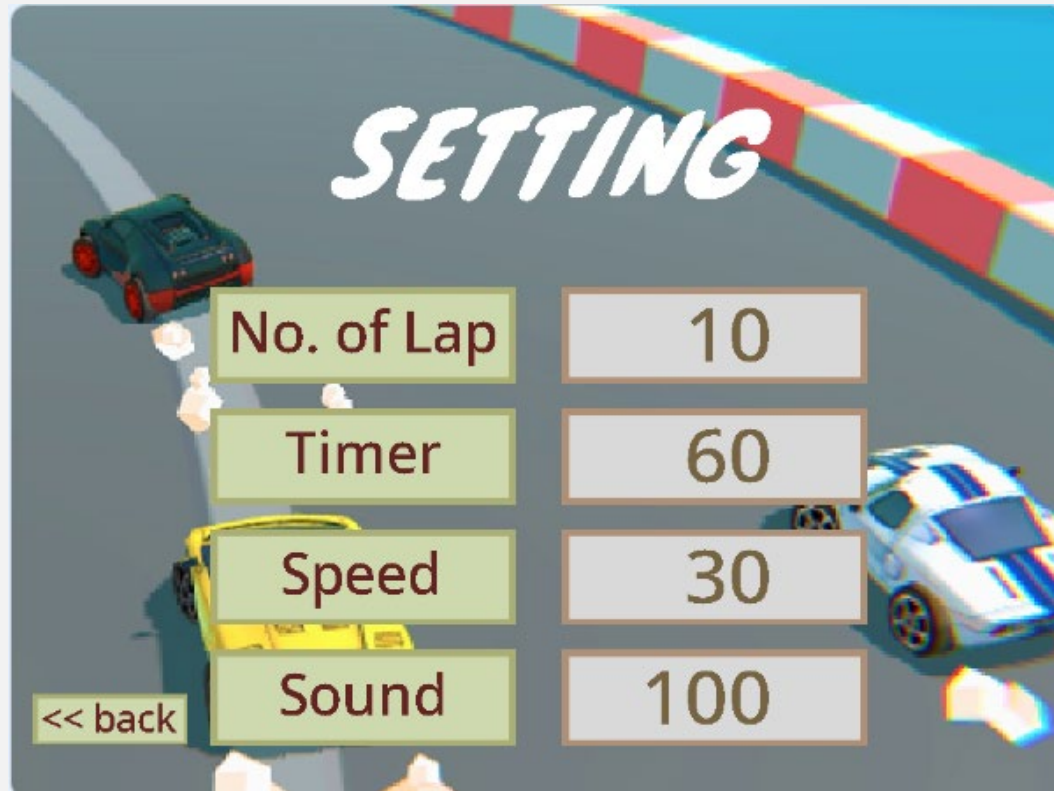 SETTING
No. of Lap 10
Timer 60
Speed 30
Sound 100
<< back